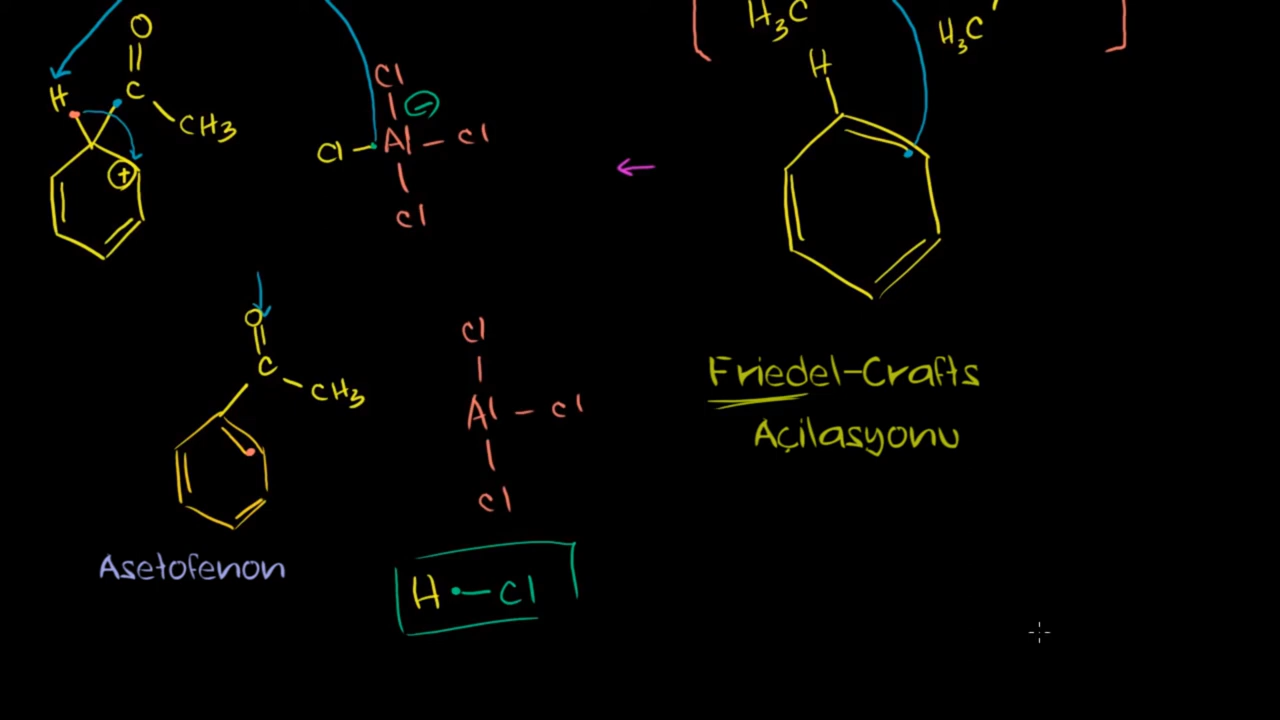 O
||
C
CH3
H
+
Cl
−
Cl – Al – Cl
Cl
H3C
H3C
H
O
||
C
CH3
Cl
Al – Cl
Cl
Friedel-Crafts
Açilasyonu
Asetofenon
H – Cl